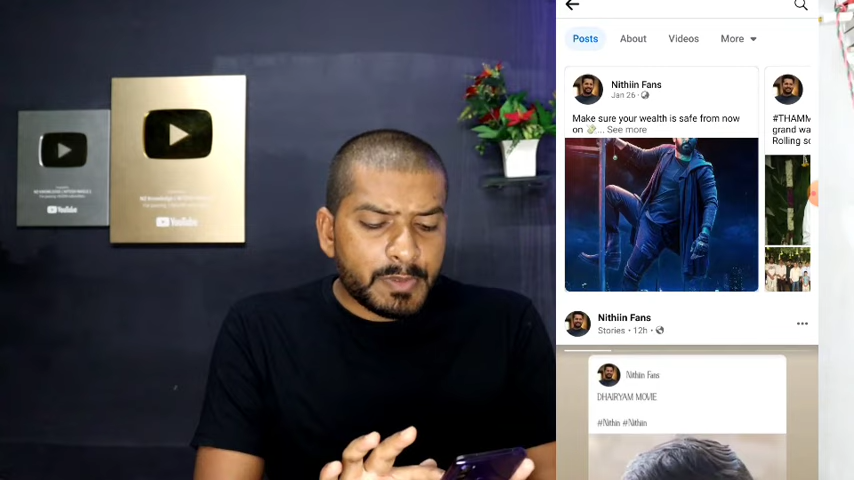 Posts
About
Videos
More
Nithiin Fans
Jan 26
Make sure your wealth is safe from now
on 💸... See more
#THAMM
grand wa
Rolling sc
Nithiin Fans
Stories • 12h •
Nithiin Fans
DHAIRYAM MOVIE
#Nithin #Nithin
YouTube
YouTube